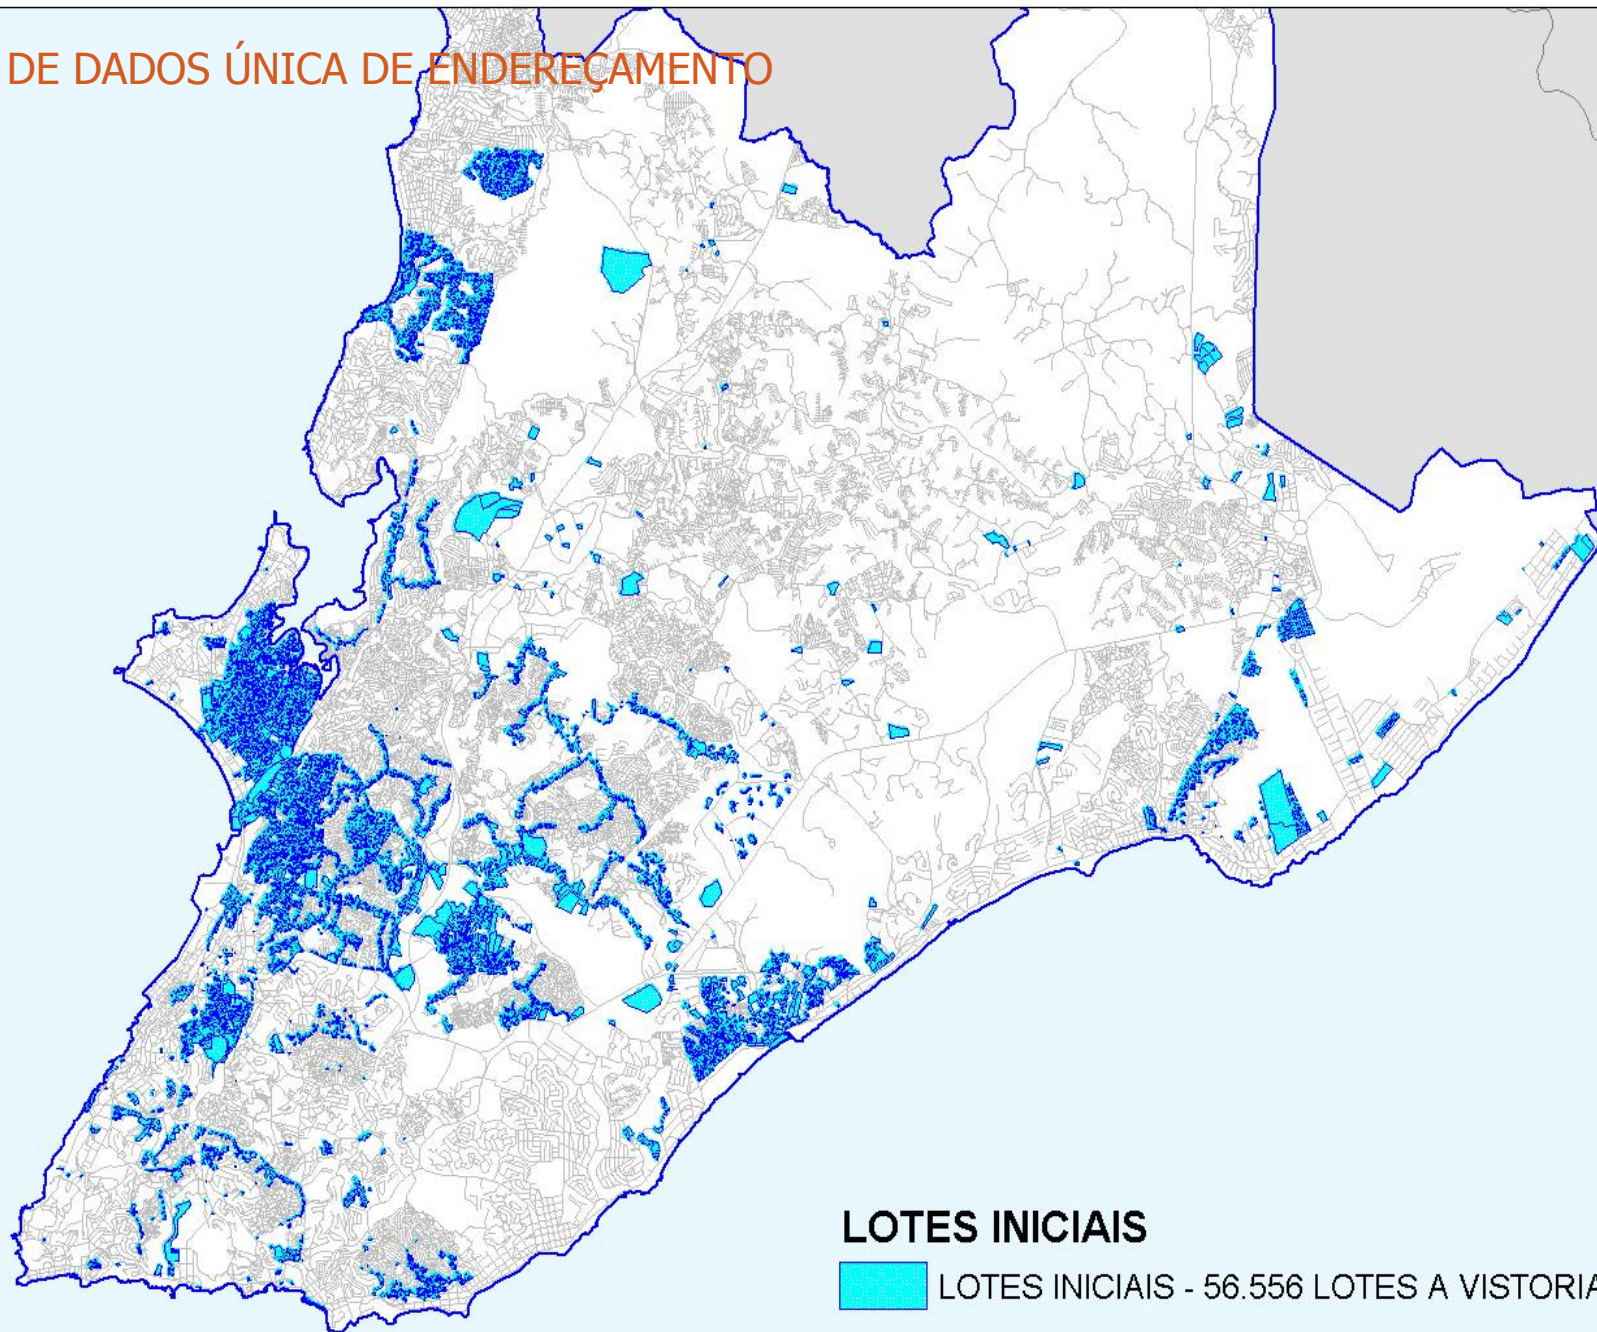 DE DADOS ÚNICA DE ENDEREÇAMENTO
LOTES INICIAIS
LOTES INICIAIS - 56.556 LOTES A VISTORIA